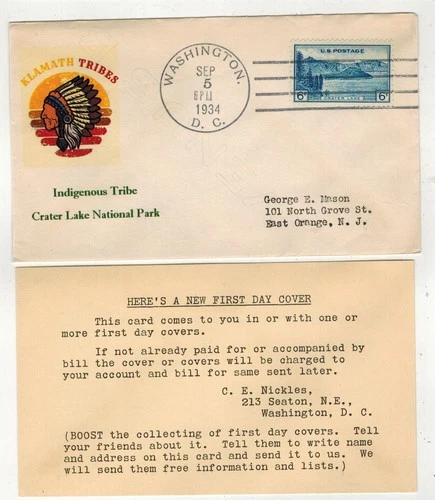 KLAMATH TRIBES
WASHINGTON,
SEP
5
1934
D. C.
U.S. POSTAGE
6¢ CRATER LAKE 6¢
Indigenous Tribe
Crater Lake National Park
George E. Mason
101 North Grove St.
East Orange, N. J.
HERE'S A NEW FIRST DAY COVER
This card comes to you in or with one or
more first day covers.
If not already paid for or accompanied by
bill the cover or covers will be charged to
your account and bill for same sent later.
C. E. Nickles,
213 Seaton, N.E.,
Washington, D. C.
(BOOST the collecting of first day covers. Tell
your friends about it. Tell them to write name
and address on this card and send it to us. We
will send them free information and lists.)